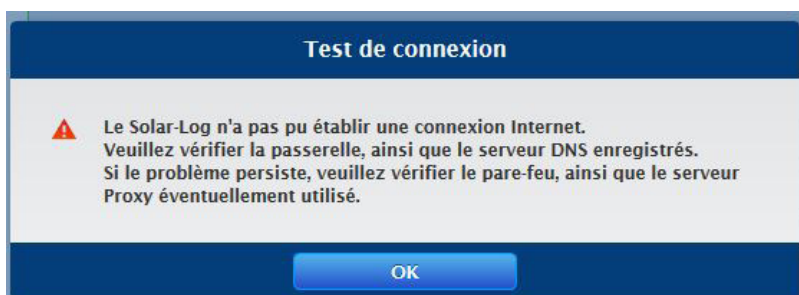 Test de connexion
Le Solar-Log n'a pas pu établir une connexion Internet.
Veuillez vérifier la passerelle, ainsi que le serveur DNS enregistrés.
Si le problème persiste, veuillez vérifier le pare-feu, ainsi que le serveur
Proxy éventuellement utilisé.
OK